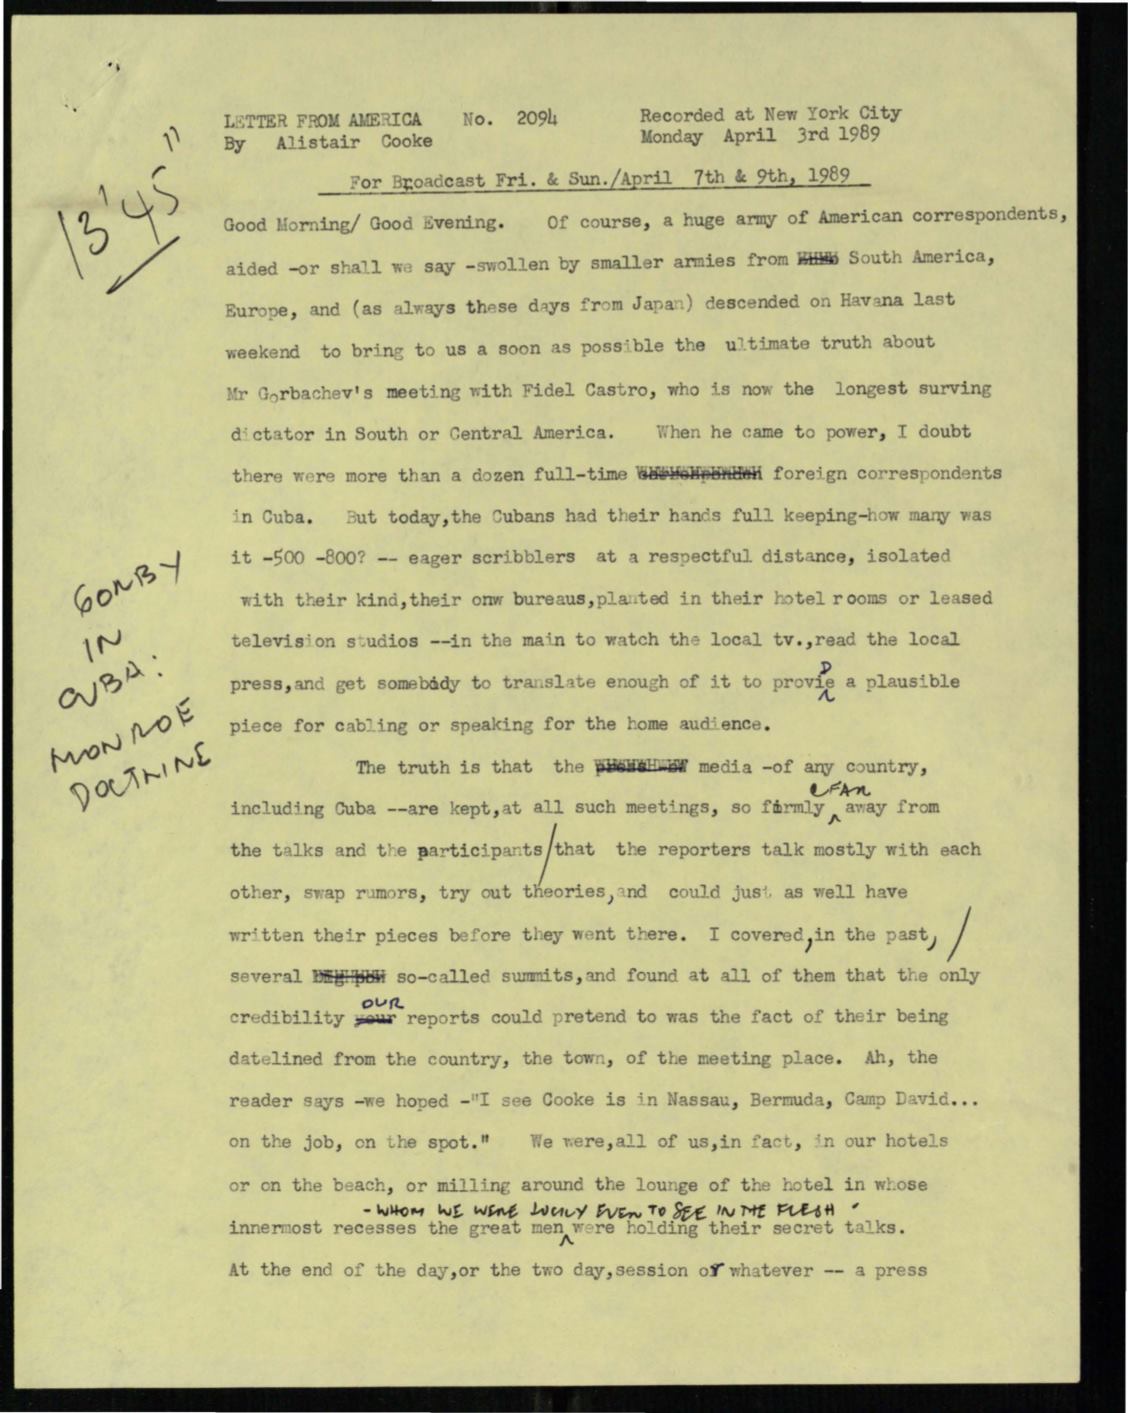 LETTER FROM AMERICA No. 2094 Recorded at New York City
By Alistair Cooke Monday April 3rd 1989
For Broadcast Fri. & Sun./April 7th & 9th, 1989
13' 45"
Good Morning/ Good Evening. Of course, a huge army of American correspondents,
aided -or shall we say -swollen by smaller armies from South America,
Europe, and (as always these days from Japan) descended on Havana last
weekend to bring to us a soon as possible the ultimate truth about
Mr Gorbachev's meeting with Fidel Castro, who is now the longest surving
dictator in South or Central America. When he came to power, I doubt
there were more than a dozen full-time foreign correspondents
in Cuba. But today,the Cubans had their hands full keeping-how many was
it -500 -800? -- eager scribblers at a respectful distance, isolated
with their kind,their onw bureaus,planted in their hotel rooms or leased
television studios --in the main to watch the local tv.,read the local
press,and get somebody to translate enough of it to proviDe a plausible
piece for cabling or speaking for the home audience.
GORBY
IN
CUBA:
MONROE
DOCTRINE
The truth is that the media -of any country,
including Cuba --are kept,at all such meetings, so firmly CFAR away from
the talks and the participants/that the reporters talk mostly with each
other, swap rumors, try out theories,and could just as well have
written their pieces before they went there. I covered,in the past, /
several so-called summits,and found at all of them that the only
credibility OUR reports could pretend to was the fact of their being
datelined from the country, the town, of the meeting place. Ah, the
reader says -we hoped -"I see Cooke is in Nassau, Bermuda, Camp David...
on the job, on the spot." We were,all of us,in fact, in our hotels
or on the beach, or milling around the lounge of the hotel in whose
- WHOM WE WERE LUCKY EVEN TO SEE IN THE FLESH -
innermost recesses the great men were holding their secret talks.
At the end of the day,or the two day,session or whatever -- a press